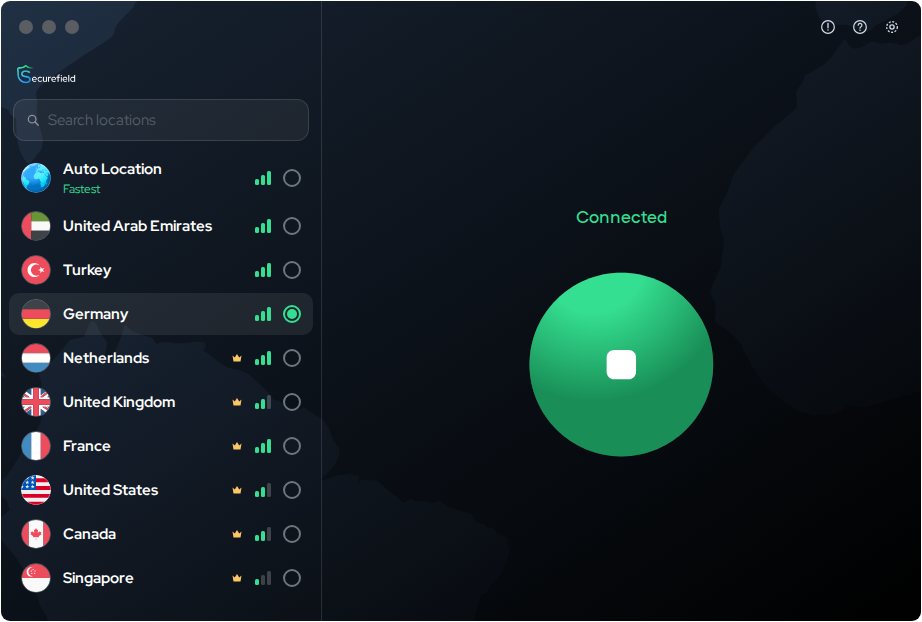 Securefield
Search locations
Auto Location
Fastest
United Arab Emirates
Turkey
Germany
Netherlands
United Kingdom
France
United States
Canada
Singapore
Connected